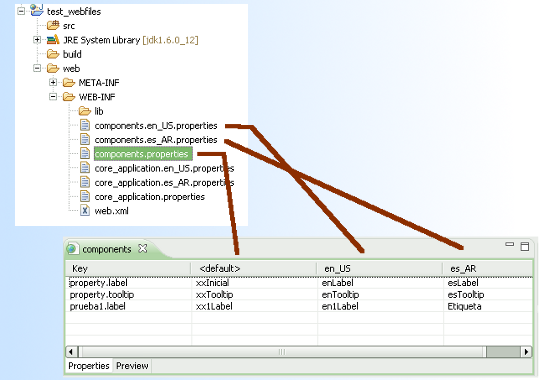 test_webfiles
src
JRE System Library [jdk1.6.0_12]
build
web
META-INF
WEB-INF
lib
components.en_US.properties
components.es_AR.properties
components.properties
core_application.en_US.properties
core_application.es_AR.properties
core_application.properties
web.xml
components
Key <default> en_US es_AR
property.label xxInicial enLabel esLabel
property.tooltip xxTooltip enTooltip esTooltip
prueba1.label xx1Label en1Label Etiqueta
Properties Preview